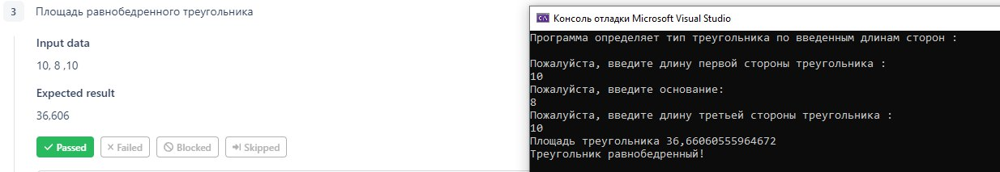 3 Площадь равнобедренного треугольника
Input data
10, 8 ,10
Expected result
36,606
Passed
Failed
Blocked
Skipped
Консоль отладки Microsoft Visual Studio
Программа определяет тип треугольника по введенным длинам сторон :
Пожалуйста, введите длину первой стороны треугольника :
10
Пожалуйста, введите основание:
8
Пожалуйста, введите длину третьей стороны треугольника :
10
Площадь треугольника 36,66060555964672
Треугольник равнобедренный!